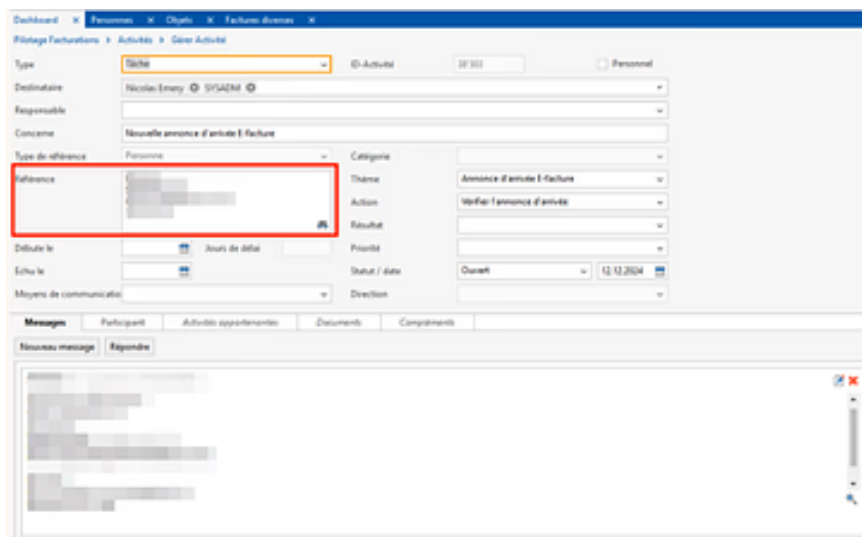 Dashboard × Personnes × Objets × Factures diverses ×
Pilotage Facturations > Activités > Gérer Activité
Type Tâche ID-Activité Personnel
Destinataire Nicolas Emery SYSADM
Responsable
Concerne Nouvelle annonce d'arrivée E-facture
Type de référence Personne Catégorie
Référence Thème Annonce d'arrivée E-facture
Action Vérifier l'annonce d'arrivée
Résultat
Débute le Jours de délai Priorité
Echu le Statut / date Ouvert 12.12.2024
Moyens de communicatio Direction
Messages Participant Activités appartenantes Documents Compléments
Nouveau message Répondre